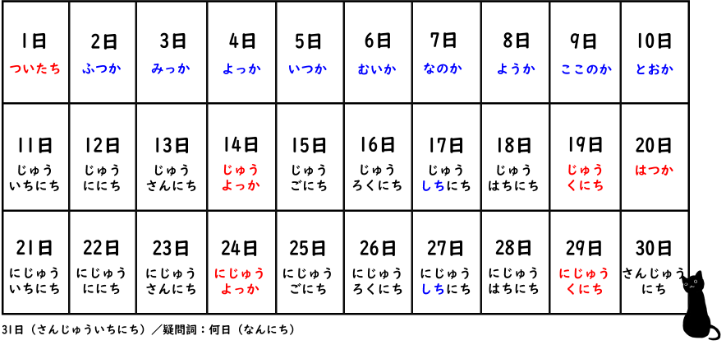 1日 2日 3日 4日 5日 6日 7日 8日 9日 10日
ついたち ふつか みっか よっか いつか むいか なのか ようか ここのか とおか
11日 12日 13日 14日 15日 16日 17日 18日 19日 20日
じゅう じゅう じゅう じゅう じゅう じゅう じゅう じゅう じゅう はつか
いちにち ににち さんにち よっか ごにち ろくにち しちにち はちにち くにち
21日 22日 23日 24日 25日 26日 27日 28日 29日 30日
にじゅう にじゅう にじゅう にじゅう にじゅう にじゅう にじゅう にじゅう にじゅう さんじゅう
いちにち ににち さんにち よっか ごにち ろくにち しちにち はちにち くにち にち
31日（さんじゅういちにち）／疑問詞：何日（なんにち）